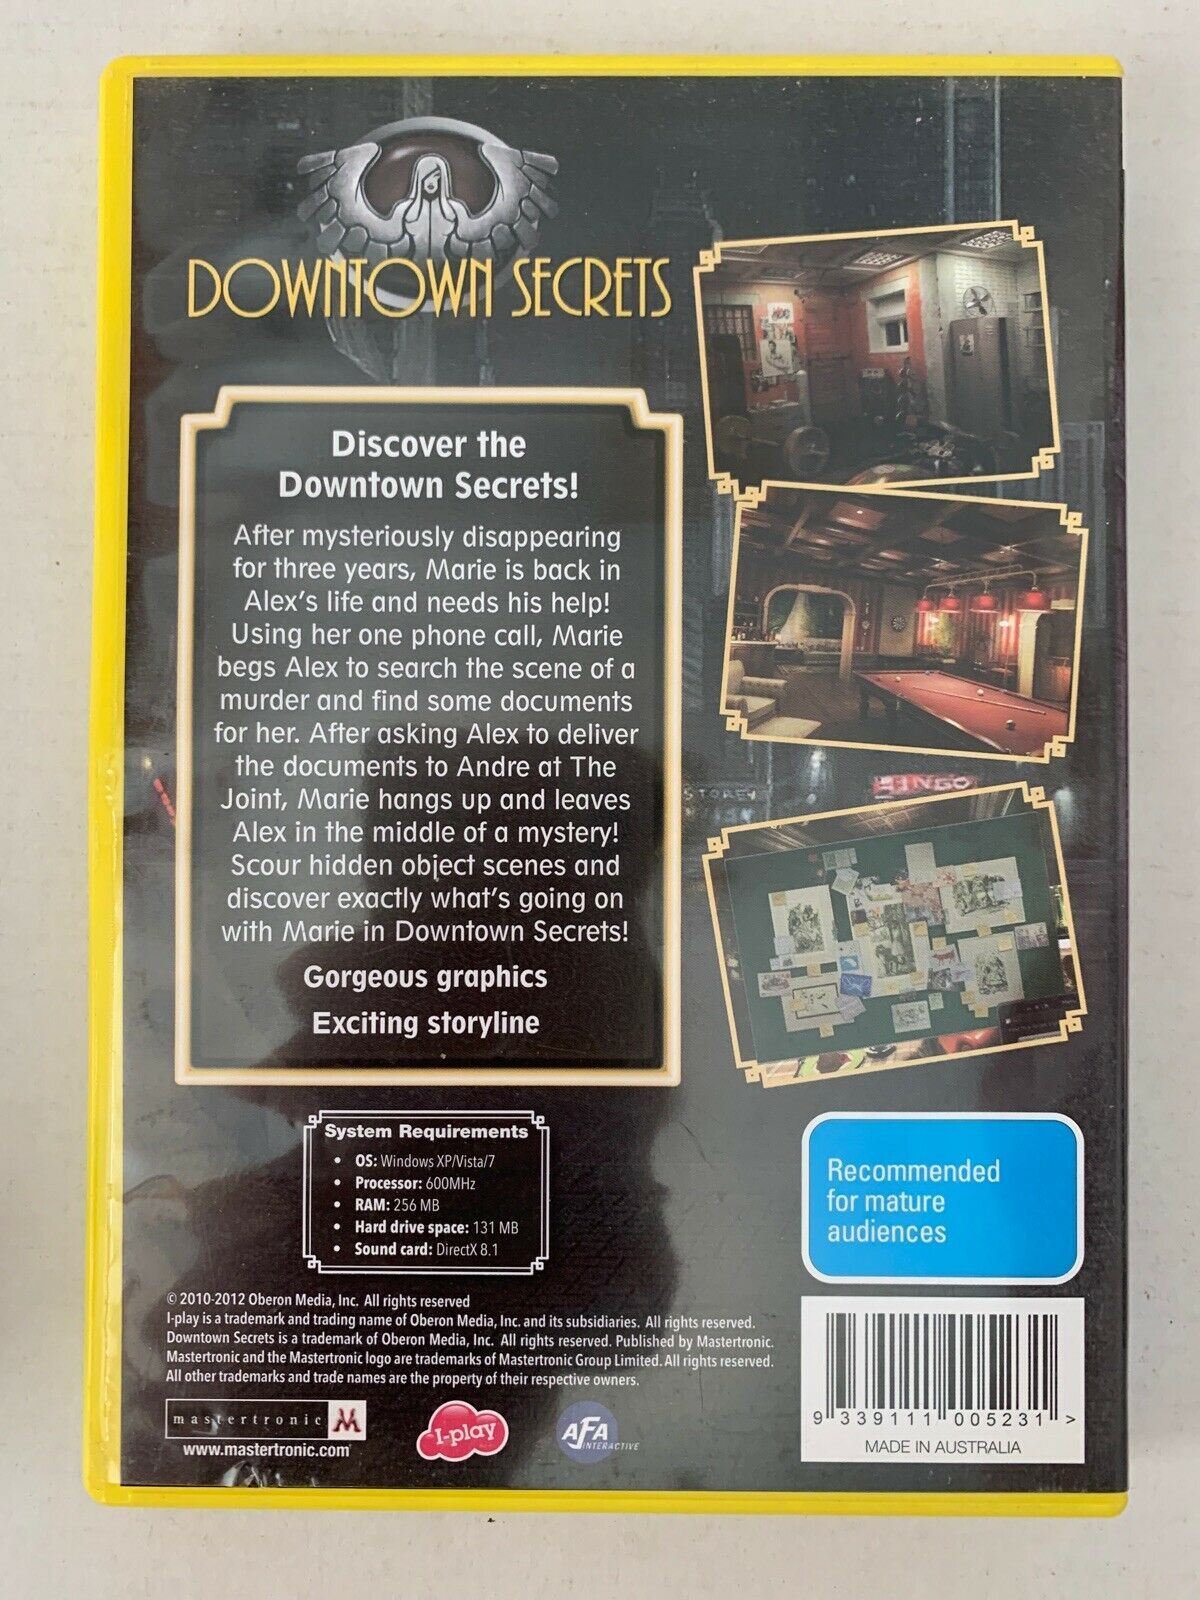 DOWNTOWN SECRETS
Discover the
Downtown Secrets!
After mysteriously disappearing
for three years, Marie is back in
Alex's life and needs his help!
Using her one phone call, Marie
begs Alex to search the scene of a
murder and find some documents
for her. After asking Alex to deliver
the documents to Andre at The
Joint, Marie hangs up and leaves
Alex in the middle of a mystery!
Scour hidden object scenes and
discover exactly what's going on
with Marie in Downtown Secrets!
Gorgeous graphics
Exciting storyline
System Requirements
• OS: Windows XP/Vista/7
• Processor: 600MHz
• RAM: 256 MB
• Hard drive space: 131 MB
• Sound card: DirectX 8.1
Recommended
for mature
audiences
© 2010-2012 Oberon Media, Inc. All rights reserved
I-play is a trademark and trading name of Oberon Media, Inc. and its subsidiaries. All rights reserved.
Downtown Secrets is a trademark of Oberon Media, Inc. All rights reserved. Published by Mastertronic.
Mastertronic and the Mastertronic logo are trademarks of Mastertronic Group Limited. All rights reserved.
All other trademarks and trade names are the property of their respective owners.
mastertronic M
www.mastertronic.com
I-play
AFA
INTERACTIVE
9 339111 005231 >
MADE IN AUSTRALIA